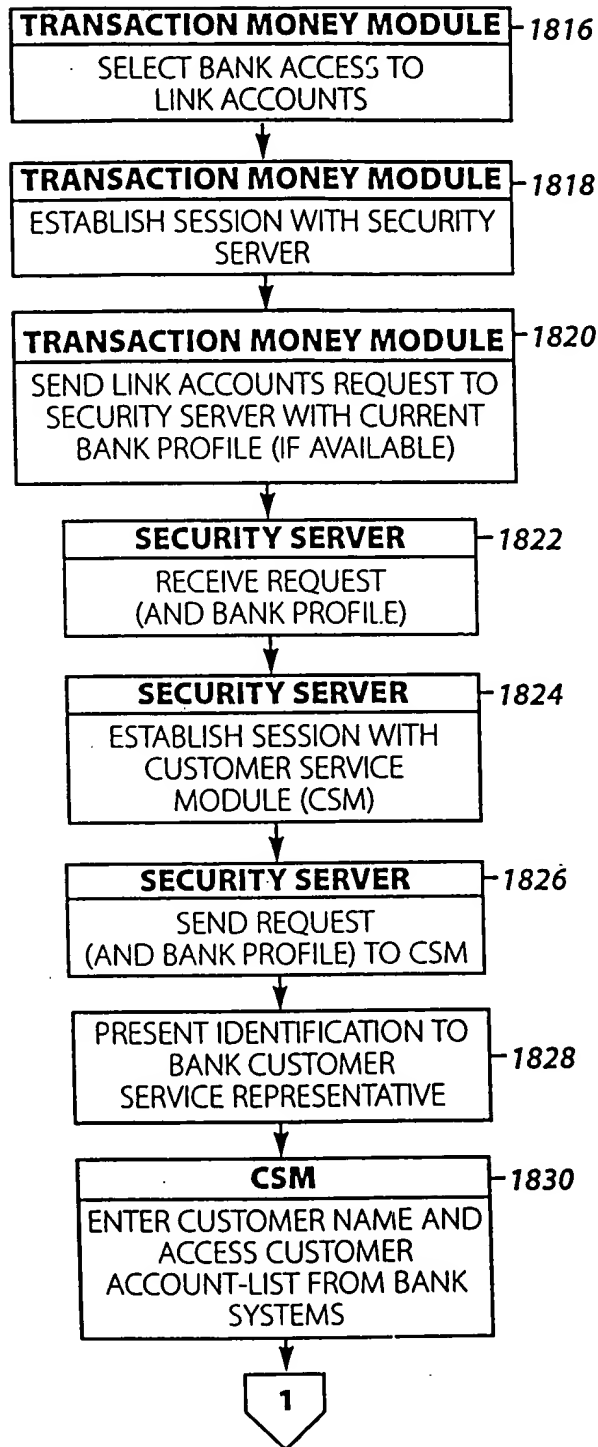 TRANSACTION MONEY MODULE 1816
SELECT BANK ACCESS TO
LINK ACCOUNTS
TRANSACTION MONEY MODULE 1818
ESTABLISH SESSION WITH SECURITY
SERVER
TRANSACTION MONEY MODULE 1820
SEND LINK ACCOUNTS REQUEST TO
SECURITY SERVER WITH CURRENT
BANK PROFILE (IF AVAILABLE)
SECURITY SERVER 1822
RECEIVE REQUEST
(AND BANK PROFILE)
SECURITY SERVER 1824
ESTABLISH SESSION WITH
CUSTOMER SERVICE
MODULE (CSM)
SECURITY SERVER 1826
SEND REQUEST
(AND BANK PROFILE) TO CSM
PRESENT IDENTIFICATION TO
BANK CUSTOMER 1828
SERVICE REPRESENTATIVE
CSM 1830
ENTER CUSTOMER NAME AND
ACCESS CUSTOMER
ACCOUNT-LIST FROM BANK
SYSTEMS
1